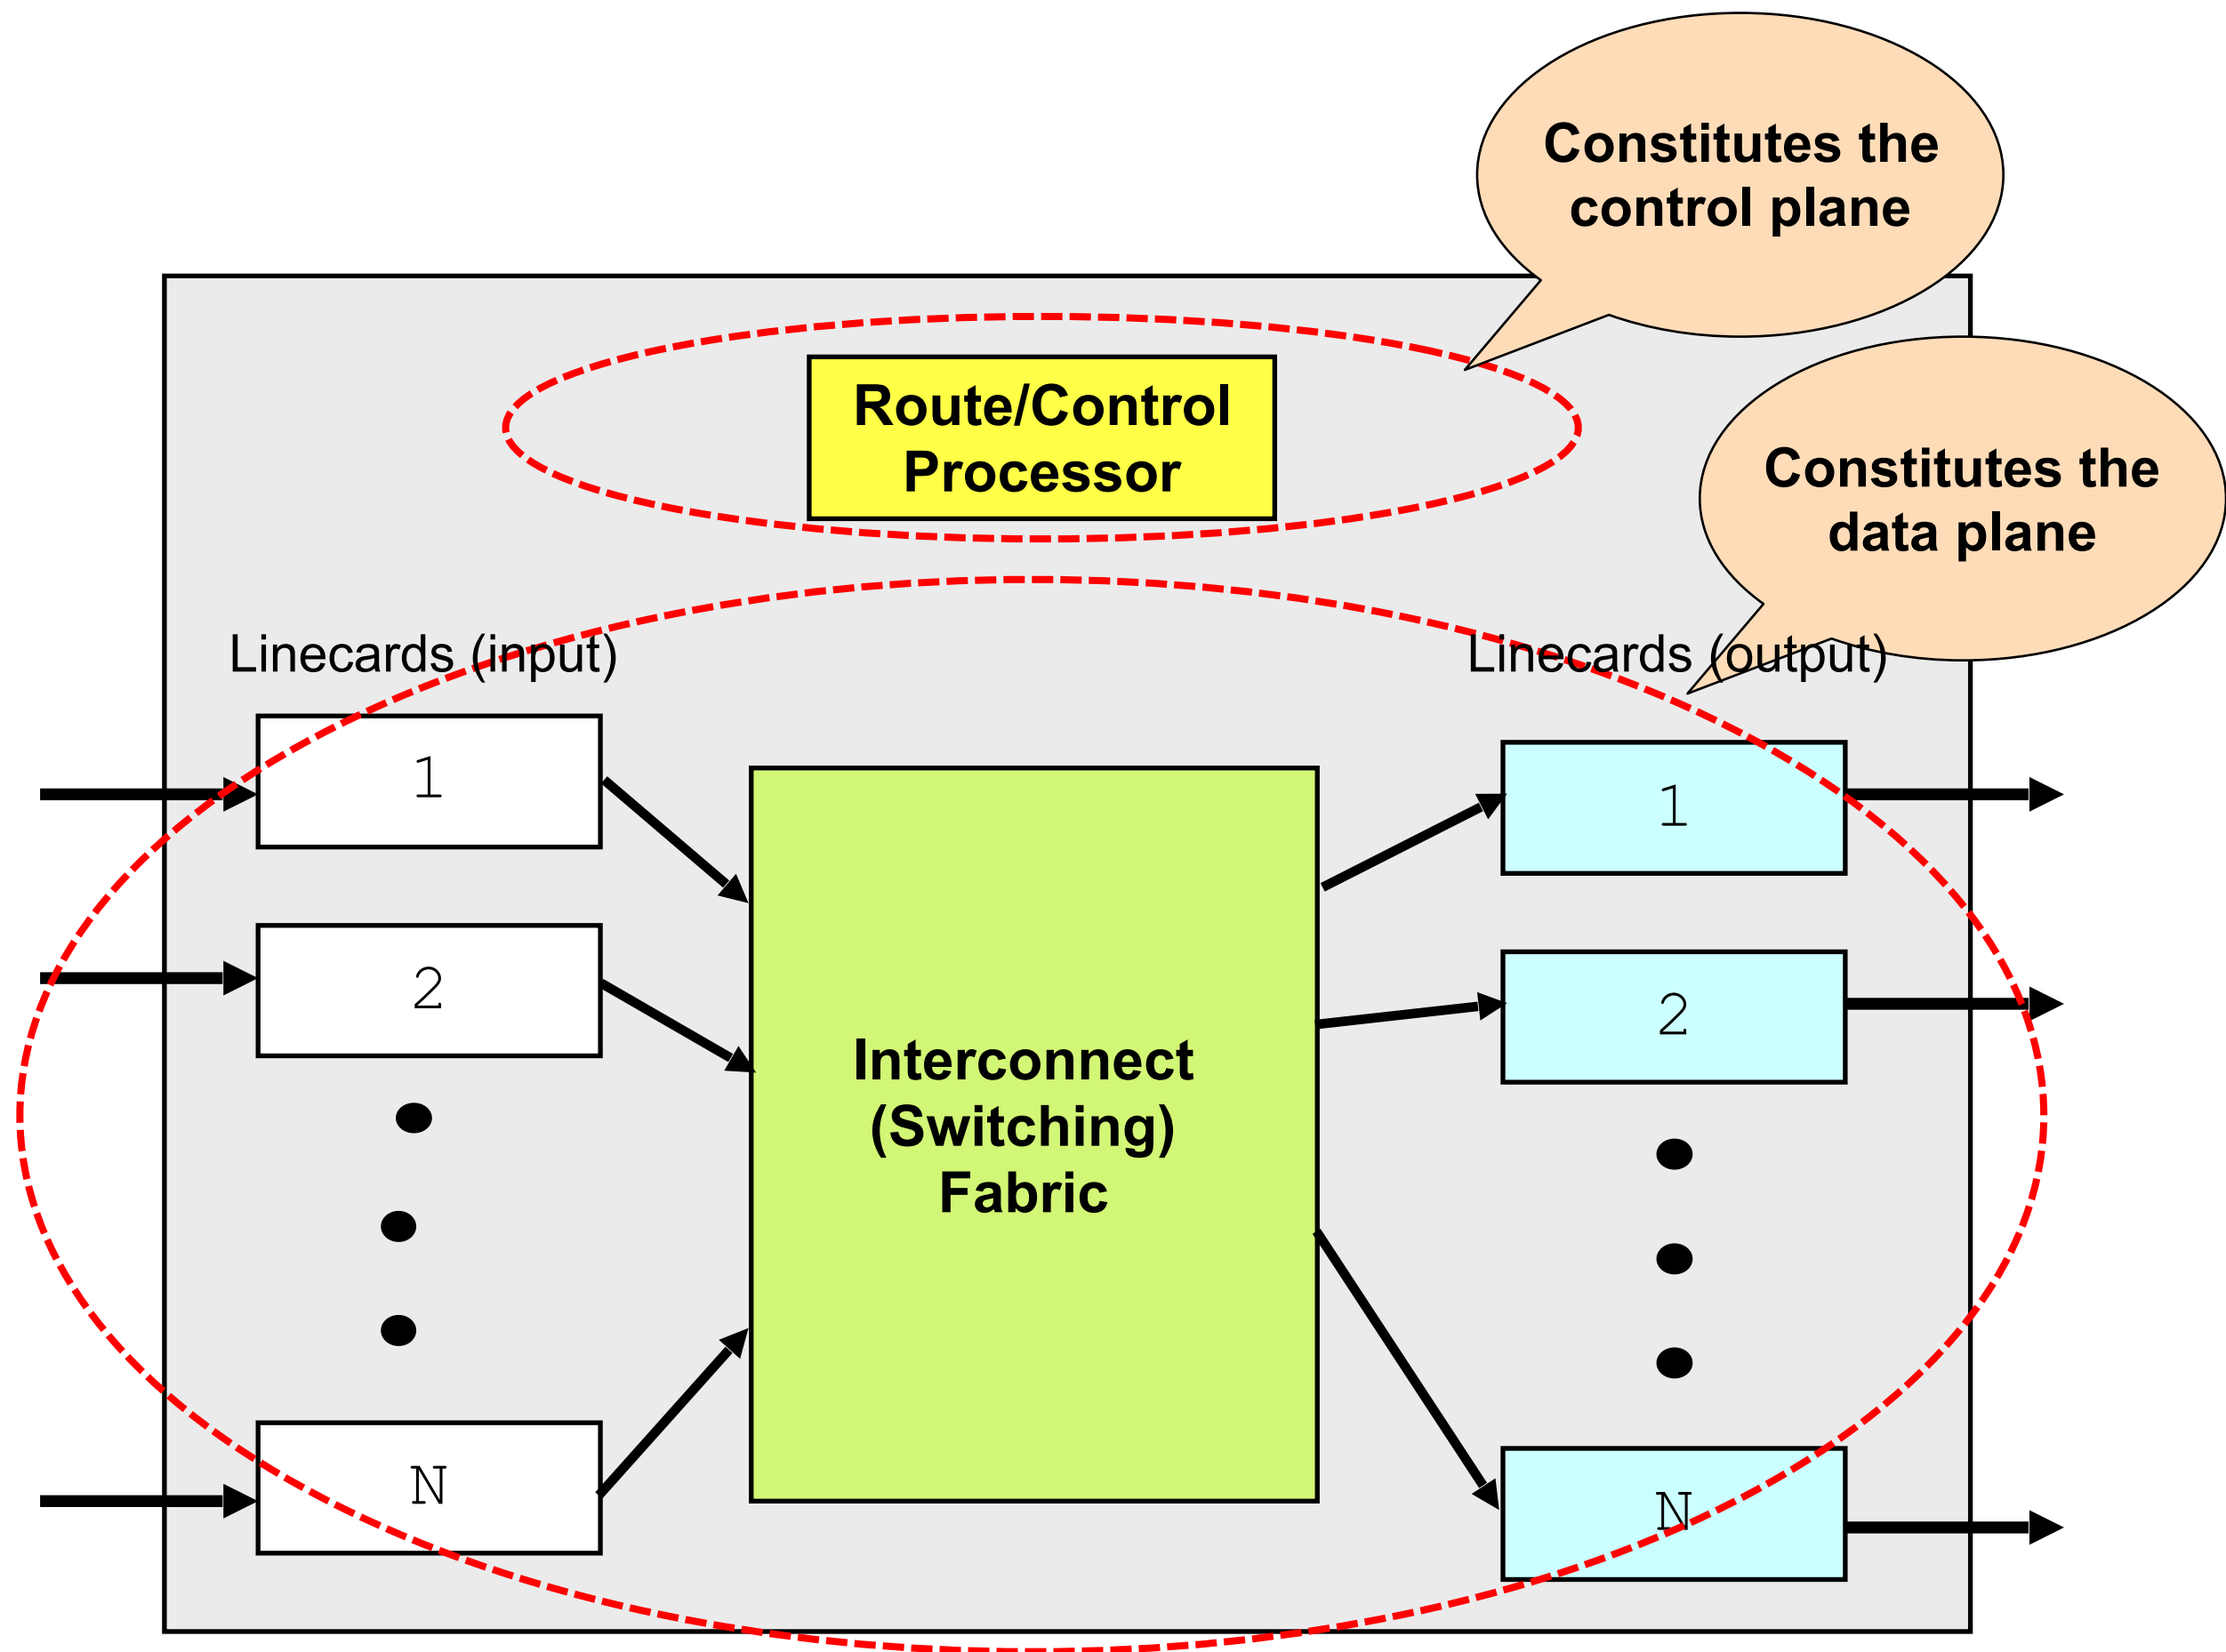 Constitutes the
control plane
Route/Control
Processor
Constitutes the
data plane
Linecards (input)
Linecards (output)
1
1
2
2
Interconnect
(Switching)
Fabric
N
N